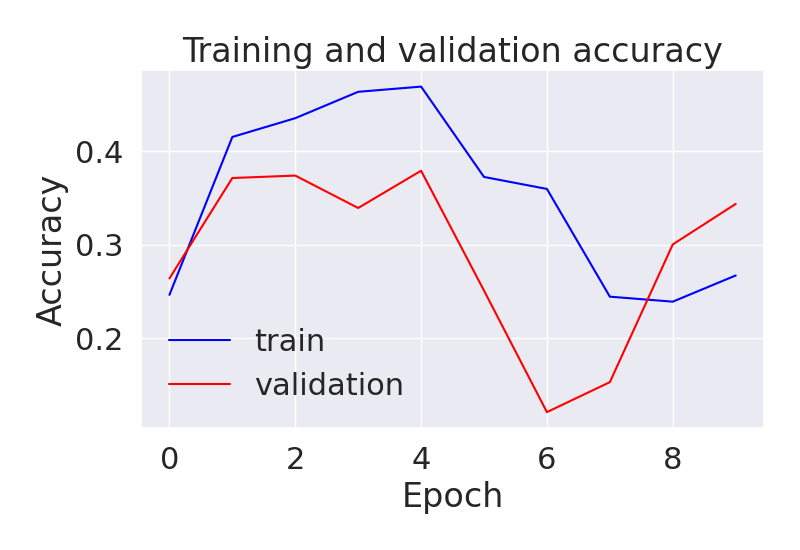 Training and validation accuracy
Accuracy
0.4
0.3
0.2
train
validation
0 2 4 6 8
Epoch